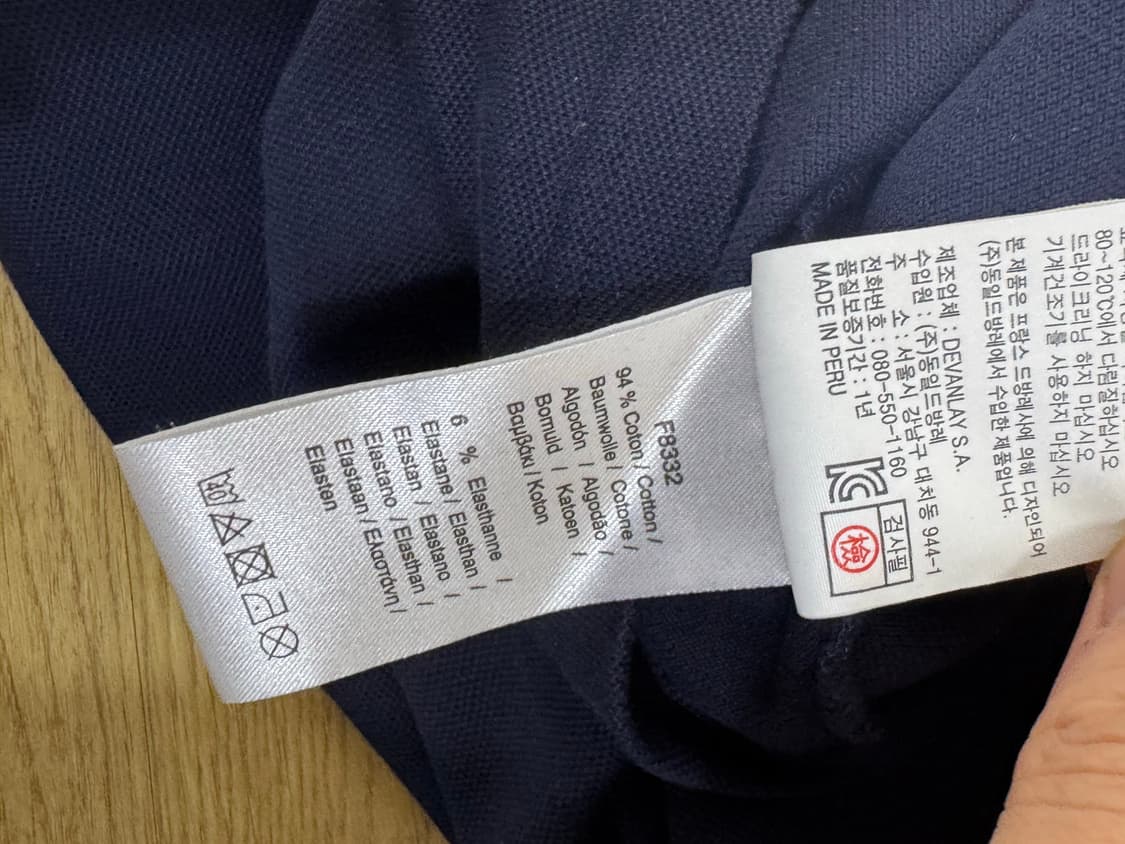 F8332
94 % Coton / Cotton /
Baumwolle / Cotone /
Algodón / Algodão /
Bomuld / Katoen /
Βαμβάκι / Koton
6 % Elasthanne /
Elastane / Elasthan /
Elastan / Elastano /
Elastano / Elasthan /
Elastaan / Ελαστάνη /
Elasten
40
80~120℃에서 다림질하십시오
드라이크리닝 하지 마십시오
기계건조기를 사용하지 마십시오
본 제품은 프랑스 드방레사에 의해 디자인되어
(주)동일드방레에서 수입한 제품입니다.
제조업체 : DEVANLAY S.A.
수입원 : (주)동일드방레
주 소 : 서울시 강남구 대치동 944-1
전화번호 : 080-550-1160
품질보증기간 : 1년
MADE IN PERU
검사필
檢